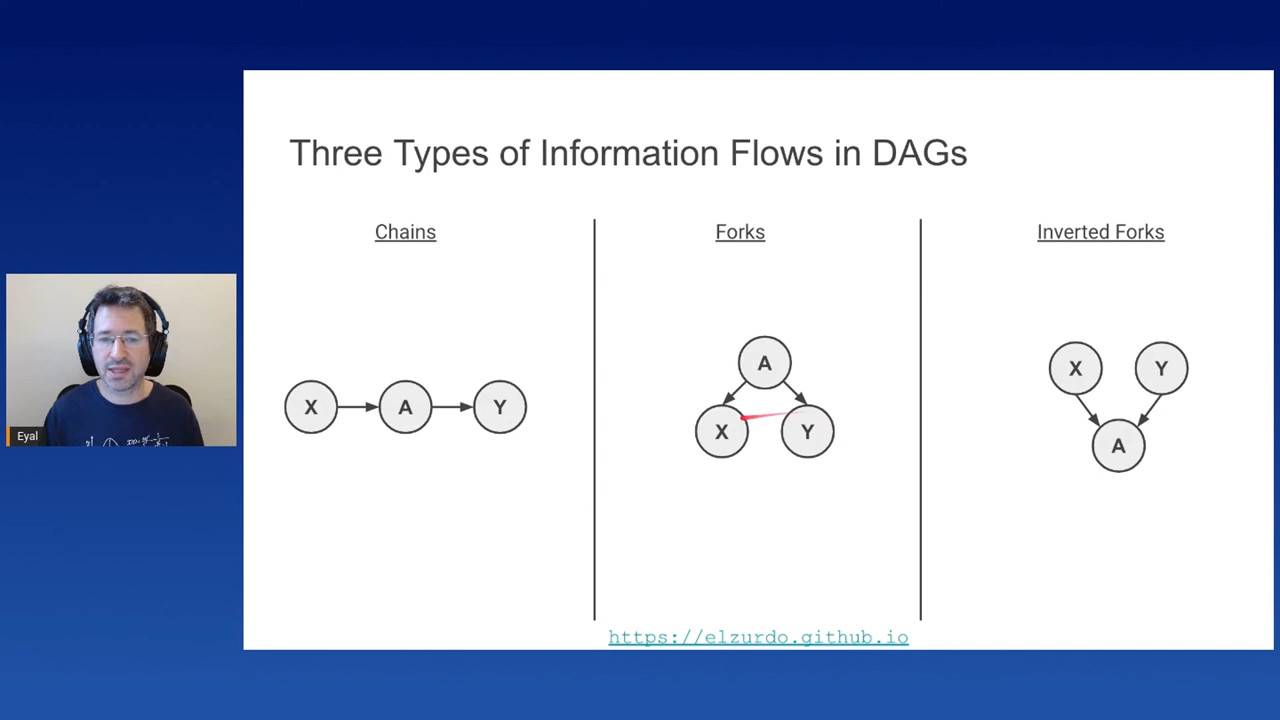 Three Types of Information Flows in DAGs
Chains
Forks
Inverted Forks
X
A
Y
A
X
Y
X
Y
A
Eyal
https://elzurdo.github.io